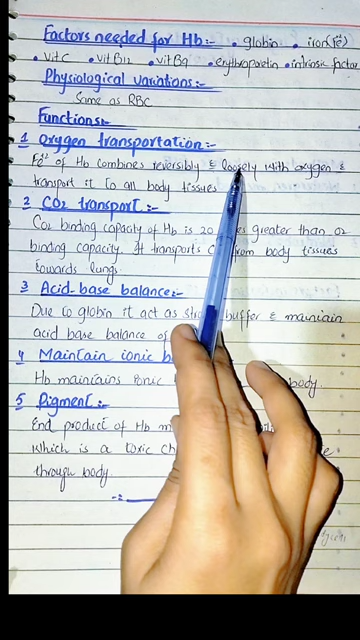 Factors needed for Hb:- • globin • iron(Fe)
• Vit C • Vit B12 • Vit B9 • erythropoietin • intrinsic factor
Physiological variations:-
Same as RBC
Functions:-
1 Oxygen transportation:-
Fe+2 of Hb combines reversibly & loosely with oxygen &
transport it to all body tissues
2 CO2 transport:-
CO2 binding capacity of Hb is 20 greater than O2
binding capacity. It transports from body tissues
towards lungs.
3 Acid base balance:-
Due to globin it act as buffer & maintain
acid base balance of
4 Maintain ionic
Hb maintains ionic body.
5 Pigment:-
End product of Hb
which is a toxic
through body.